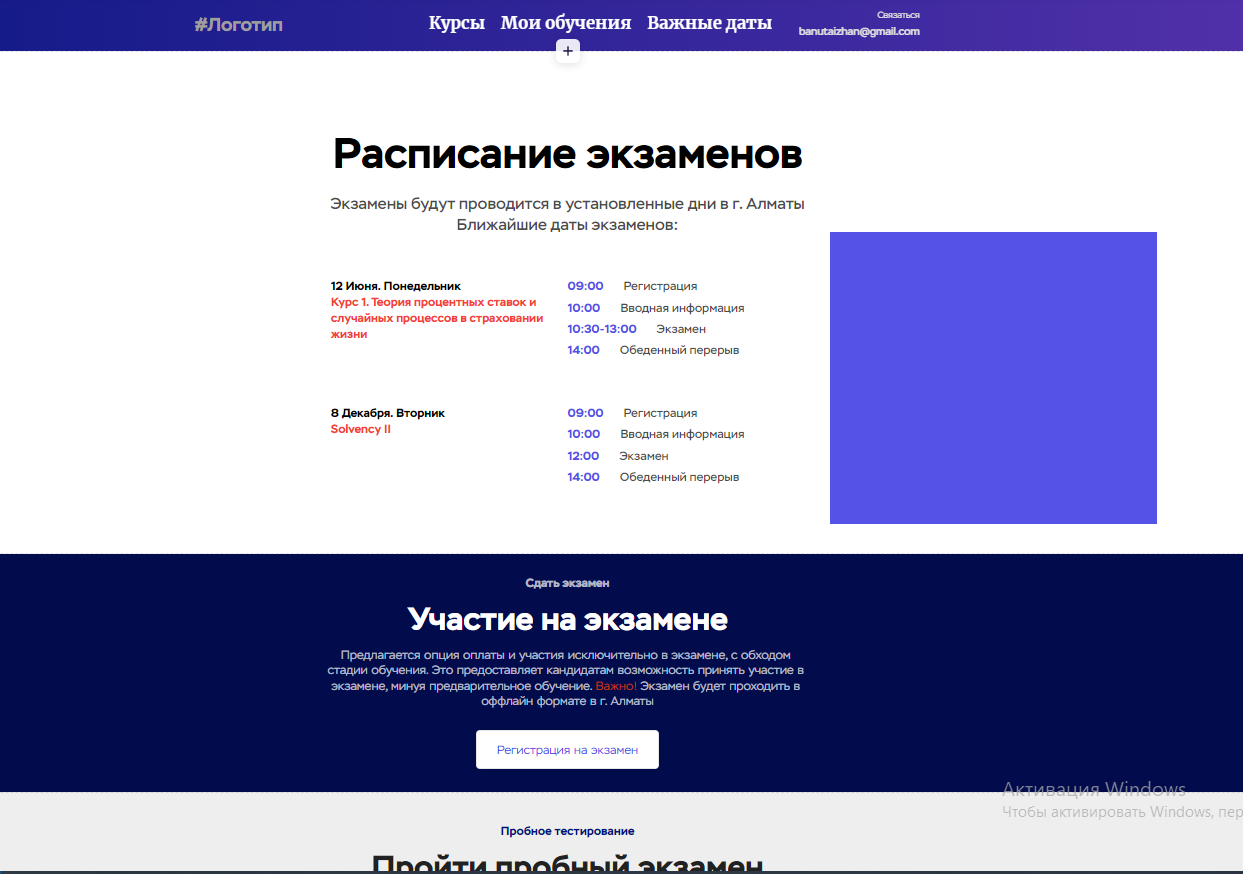 #Логотип
Курсы Мои обучения Важные даты
Связаться
banutaizhan@gmail.com
+
Расписание экзаменов
Экзамены будут проводится в установленные дни в г. Алматы
Ближайшие даты экзаменов:
12 Июня. Понедельник
Курс 1. Теория процентных ставок и
случайных процессов в страховании
жизни
09:00 Регистрация
10:00 Вводная информация
10:30-13:00 Экзамен
14:00 Обеденный перерыв
8 Декабря. Вторник
Solvency II
09:00 Регистрация
10:00 Вводная информация
12:00 Экзамен
14:00 Обеденный перерыв
Сдать экзамен
Участие на экзамене
Предлагается опция оплаты и участия исключительно в экзамене, с обходом
стадии обучения. Это предоставляет кандидатам возможность принять участие в
экзамене, минуя предварительное обучение. Важно! Экзамен будет проходить в
оффлайн формате в г. Алматы
Регистрация на экзамен
Активация Windows
Чтобы активировать Windows, пер
Пробное тестирование
Пройти пробный экзамен